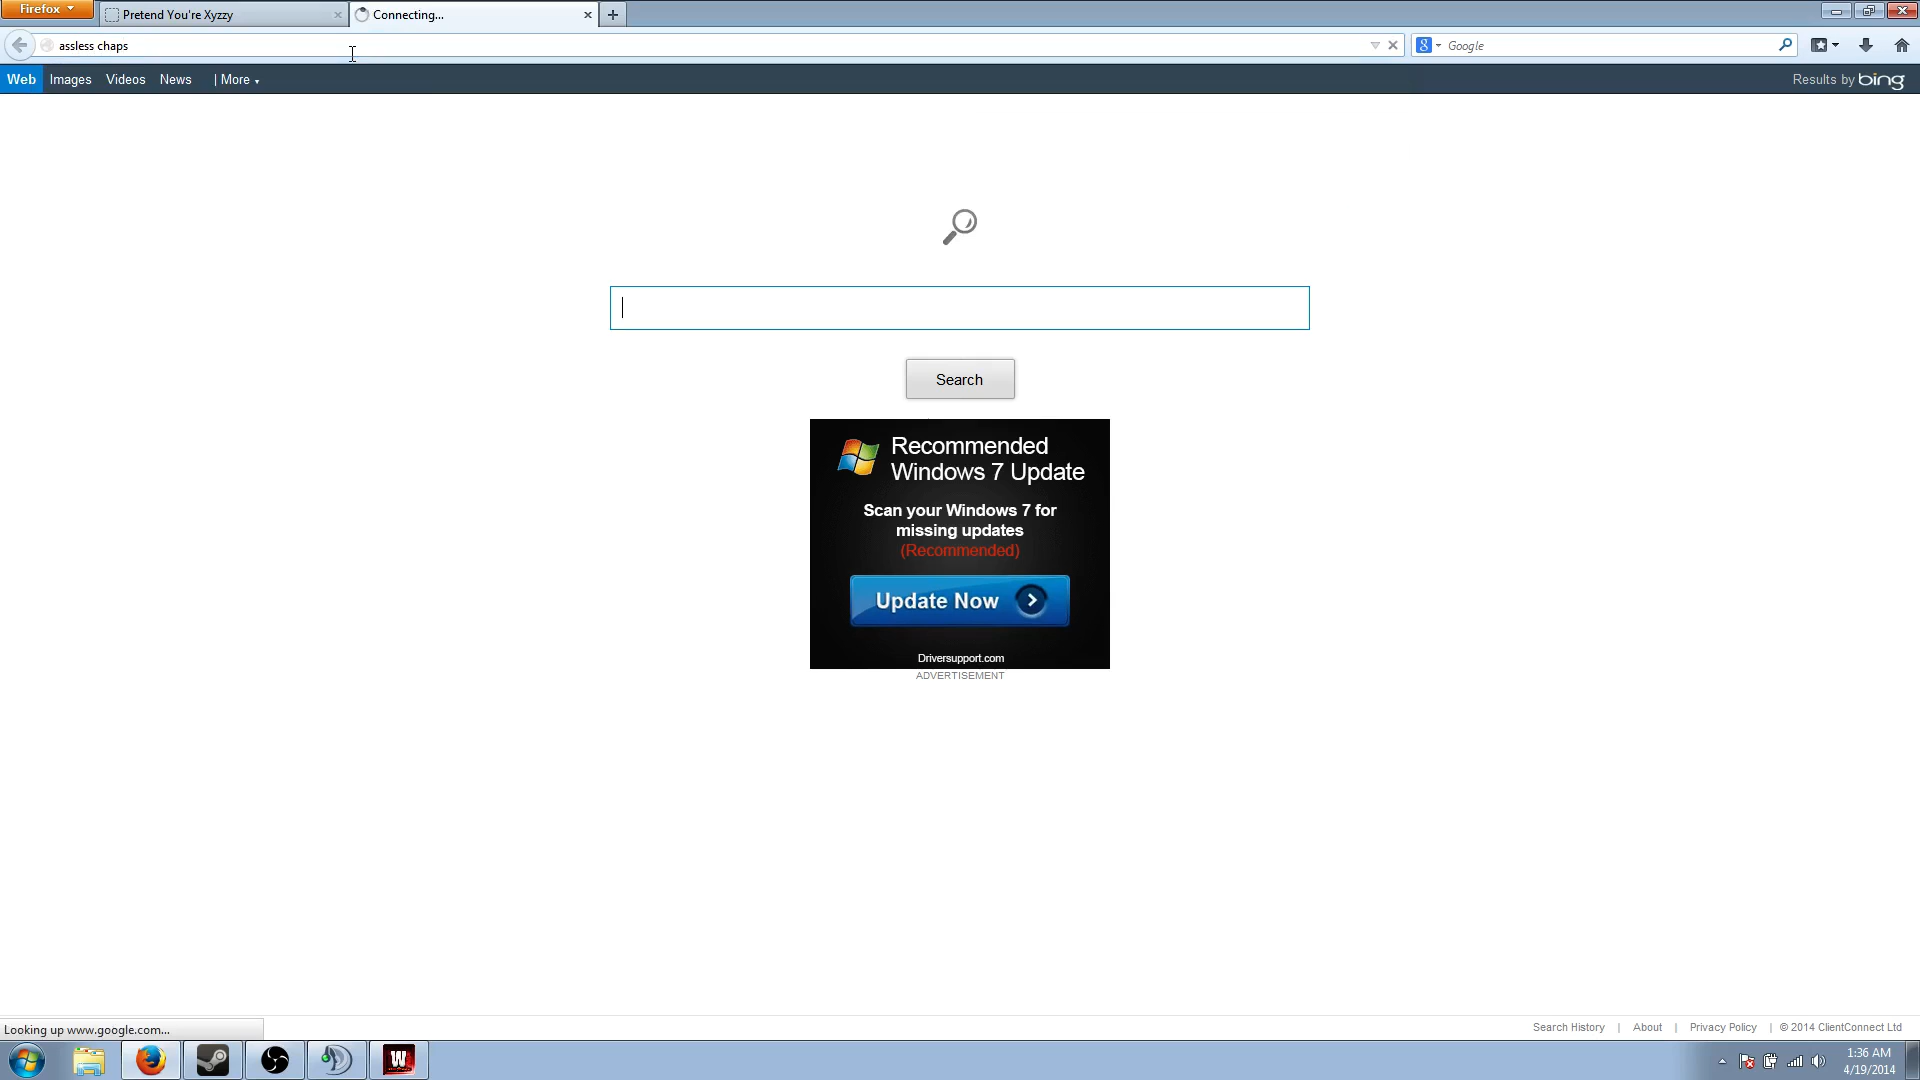 Firefox
Pretend You're Xyzzy
Connecting...
assless chaps
Google
Web
Images
Videos
News
| More
Results by bing
Search
Recommended
Windows 7 Update
Scan your Windows 7 for
missing updates
(Recommended)
Update Now
Driversupport.com
ADVERTISEMENT
Looking up www.google.com...
Search History | About | Privacy Policy | © 2014 ClientConnect Ltd
W
1:36 AM
4/19/2014